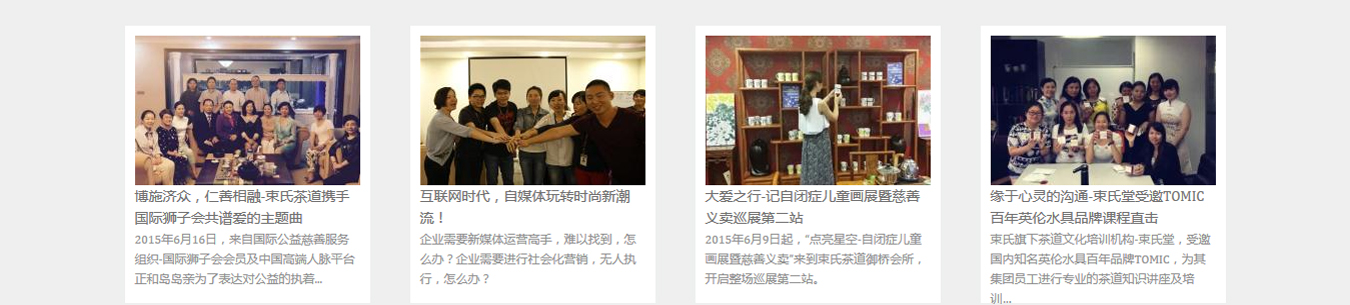 博施济众，仁善相融-束氏茶道携手
国际狮子会共谱爱的主题曲
2015年6月16日，来自国际公益慈善服务
组织-国际狮子会会员及中国高端人脉平台
正和岛岛亲为了表达对公益的执着...
互联网时代，自媒体玩转时尚新潮
流！
企业需要新媒体运营高手，难以找到，怎
么办？企业需要进行社会化营销，无人执
行，怎么办？
大爱之行-记自闭症儿童画展暨慈善
义卖巡展第二站
2015年6月9日起，“点亮星空-自闭症儿童
画展暨慈善义卖”来到束氏茶道御桥会所，
开启整场巡展第二站。
缘于心灵的沟通-束氏堂受邀TOMIC
百年英伦水具品牌课程直击
束氏旗下茶道文化培训机构-束氏堂，受邀
国内知名英伦水具百年品牌TOMIC，为其
集团员工进行专业的茶道知识讲座及培
训...